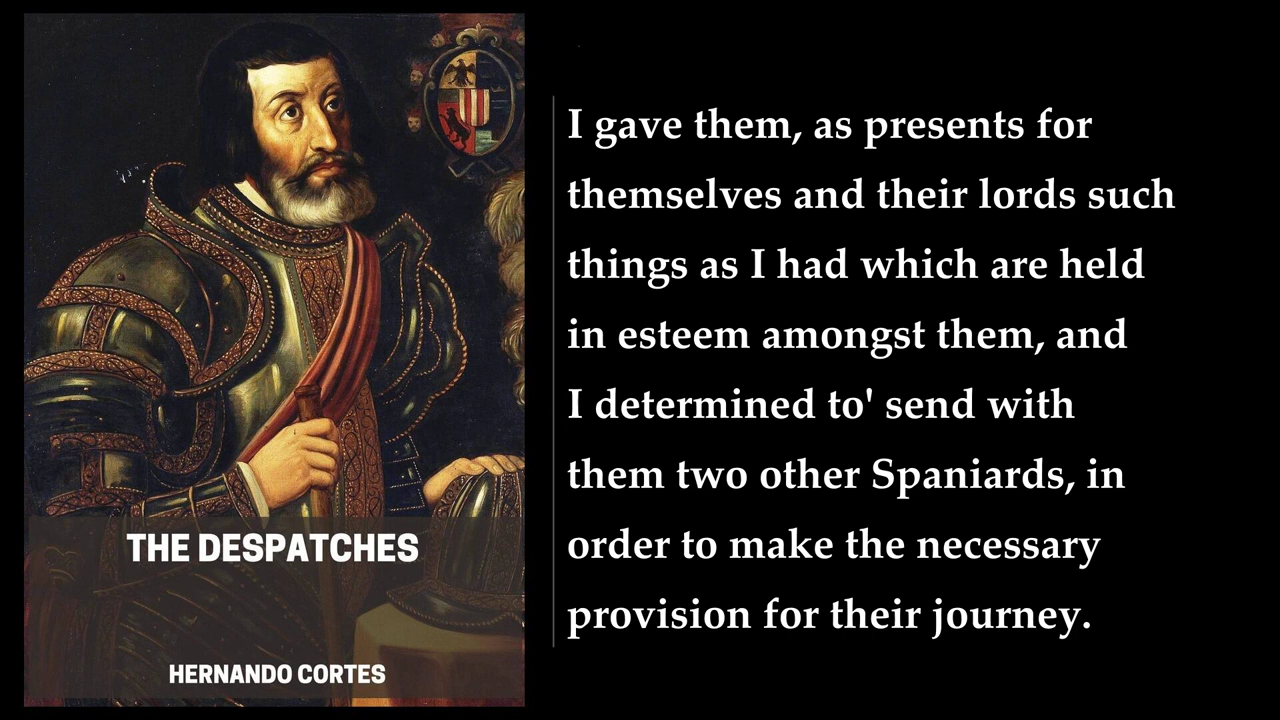 THE DESPATCHES
HERNANDO CORTES
I gave them, as presents for
themselves and their lords such
things as I had which are held
in esteem amongst them, and
I determined to' send with
them two other Spaniards, in
order to make the necessary
provision for their journey.